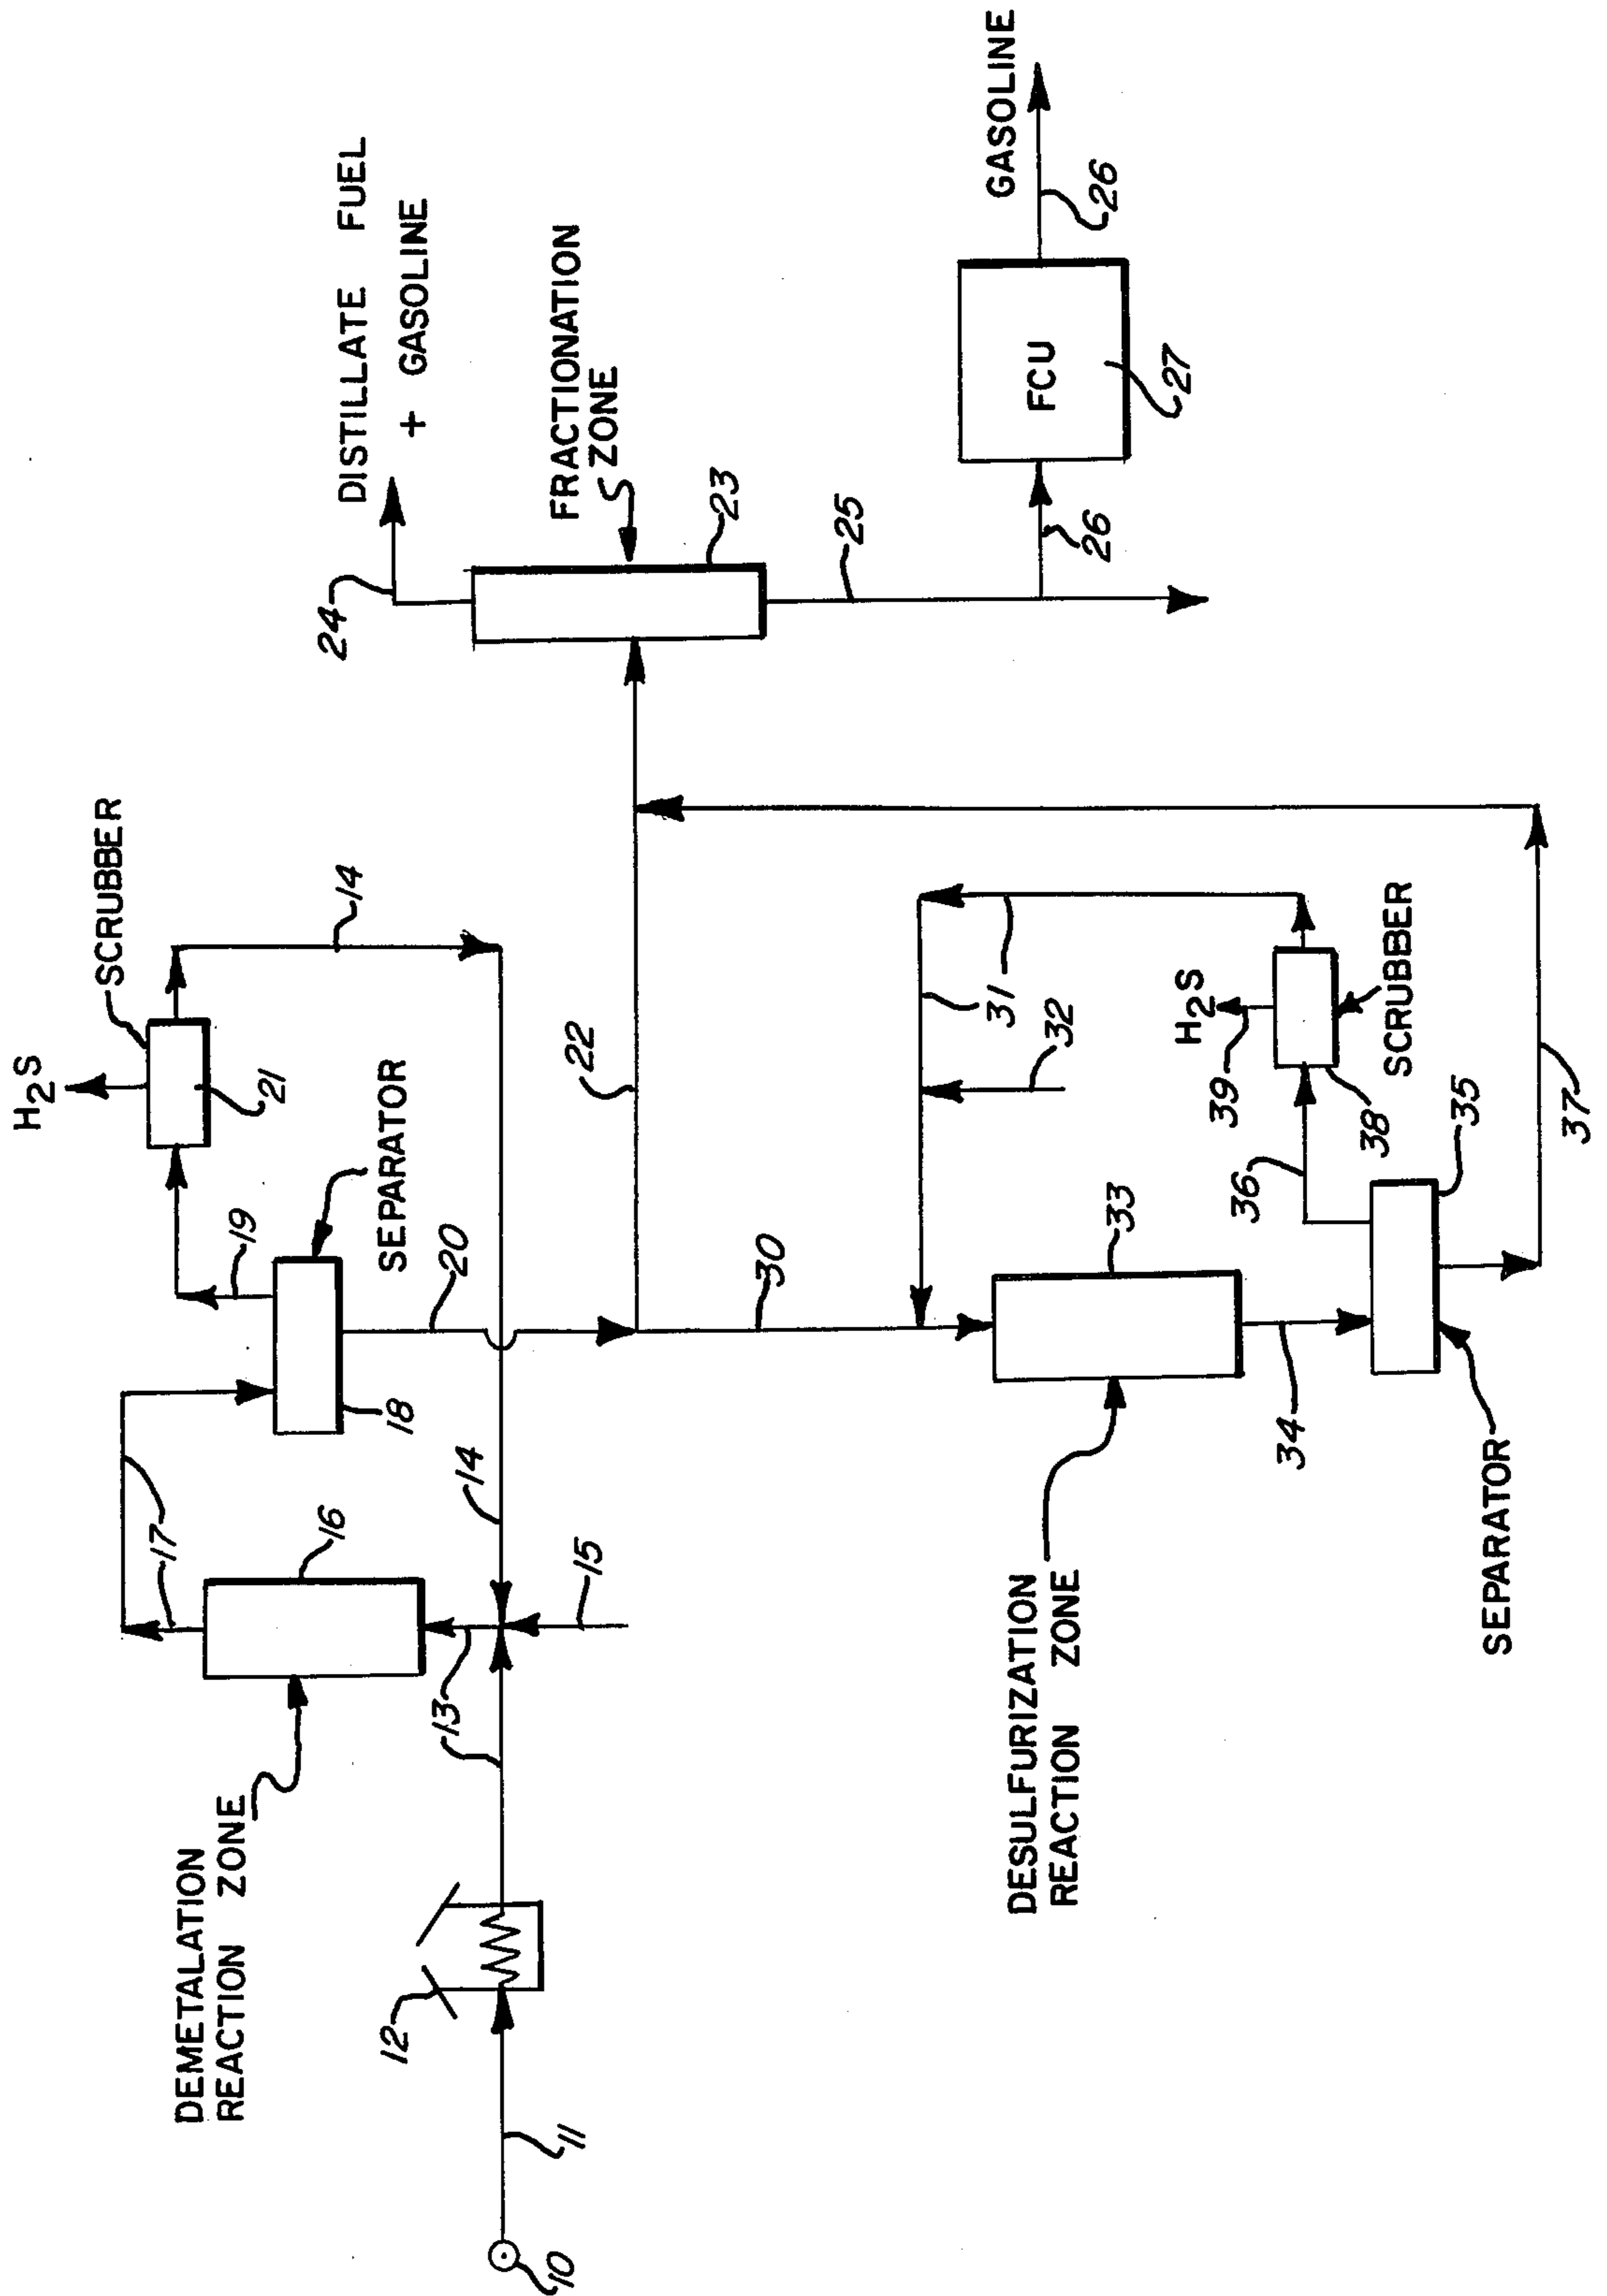 H2S
SCRUBBER
21
14
19
17
SEPARATOR
18
20
16
DEMETALATION
REACTION ZONE
13
14
15
12
11
10
22
DISTILLATE FUEL
+ GASOLINE
24
FRACTIONATION
ZONE
23
25
26
FCU
27
26
GASOLINE
30
31
32
33
DESULFURIZATION
REACTION ZONE
34
35
SEPARATOR
36
H2S
39
38
SCRUBBER
37